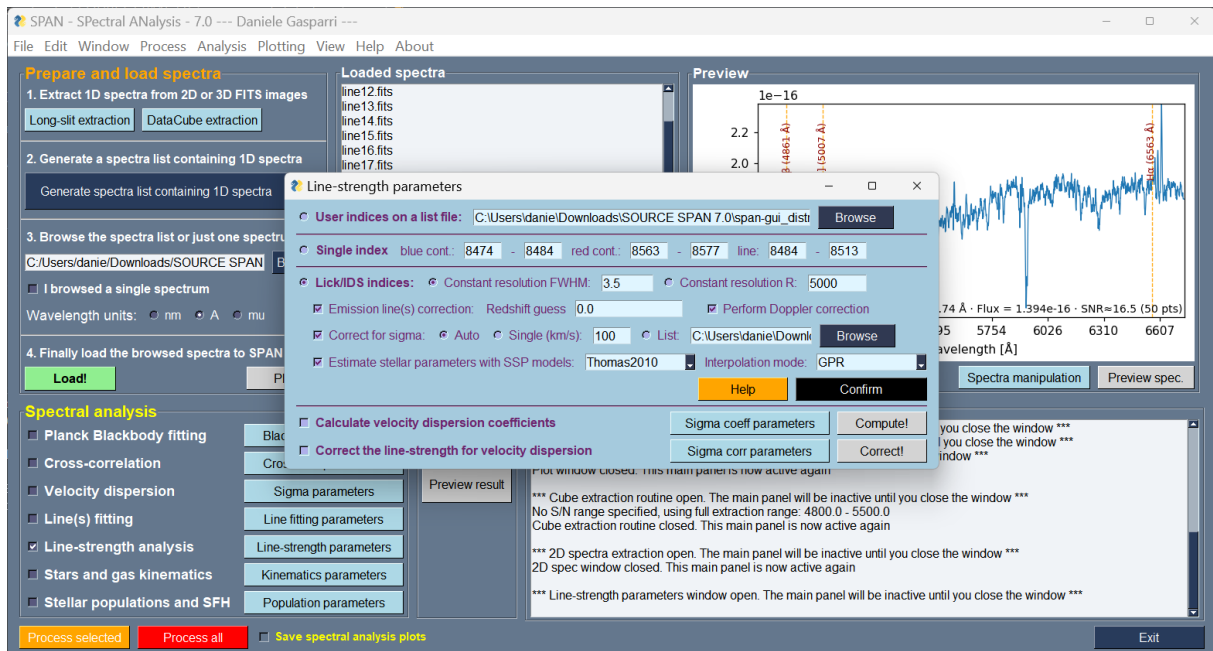 SPAN - SPectral ANalysis - 7.0 --- Daniele Gasparri ---
File Edit Window Process Analysis Plotting View Help About
Prepare and load spectra
1. Extract 1D spectra from 2D or 3D FITS images
Long-slit extraction DataCube extraction
2. Generate a spectra list containing 1D spectra
Generate spectra list containing 1D spectra
3. Browse the spectra list or just one spectru
C:/Users/danie/Downloads/SOURCE SPAN B
I browsed a single spectrum
Wavelength units: nm A mu
4. Finally load the browsed spectra to SPAN
Load! Pl
Loaded spectra
line12.fits
line13.fits
line14.fits
line15.fits
line16.fits
line17.fits
Preview
1e−16
2.2
2.0
(4861 Å)
(5007 Å)
(6563 Å)
.74 Å · Flux = 1.394e-16 · SNR≈16.5 (50 pts)
95 5754 6026 6310 6607
avelength [Å]
Spectra manipulation Preview spec.
Line-strength parameters
User indices on a list file: C:\Users\danie\Downloads\SOURCE SPAN 7.0\span-gui_distr Browse
Single index blue cont.: 8474 - 8484 red cont.: 8563 - 8577 line: 8484 - 8513
Lick/IDS indices: Constant resolution FWHM: 3.5 Constant resolution R: 5000
Emission line(s) correction: Redshift guess 0.0 Perform Doppler correction
Correct for sigma: Auto Single (km/s): 100 List: C:\Users\danie\Downl Browse
Estimate stellar parameters with SSP models: Thomas2010 Interpolation mode: GPR
Help Confirm
Calculate velocity dispersion coefficients Sigma coeff parameters Compute!
Correct the line-strength for velocity dispersion Sigma corr parameters Correct!
Spectral analysis
Planck Blackbody fitting Blac
Cross-correlation Cros
Velocity dispersion Sigma parameters
Line(s) fitting Line fitting parameters
Line-strength analysis Line-strength parameters
Stars and gas kinematics Kinematics parameters
Stellar populations and SFH Population parameters
Preview result
you close the window ***
you close the window ***
indow ***
Plot window closed. This main panel is now active again
*** Cube extraction routine open. The main panel will be inactive until you close the window ***
No S/N range specified, using full extraction range: 4800.0 - 5500.0
Cube extraction routine closed. This main panel is now active again
*** 2D spectra extraction open. The main panel will be inactive until you close the window ***
2D spec window closed. This main panel is now active again
*** Line-strength parameters window open. The main panel will be inactive until you close the window ***
Process selected Process all Save spectral analysis plots Exit